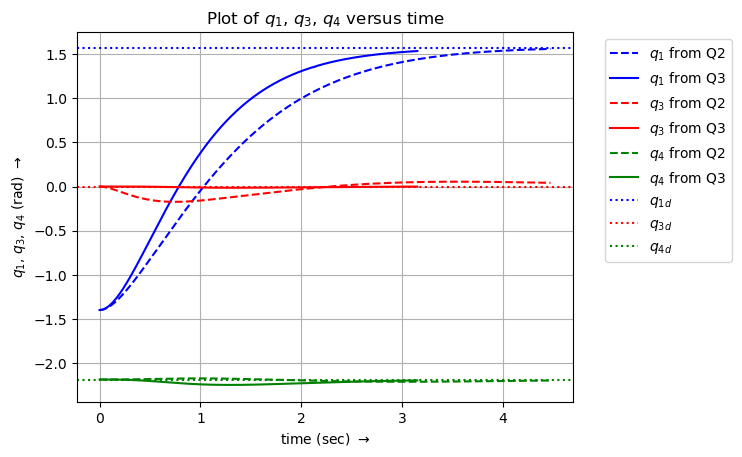 Plot of q₁, q₃, q₄ versus time
q₁, q₃, q₄ (rad) →
1.5
1.0
0.5
0.0
−0.5
−1.0
−1.5
−2.0
0 1 2 3 4
time (sec) →
q₁ from Q2
q₁ from Q3
q₃ from Q2
q₃ from Q3
q₄ from Q2
q₄ from Q3
q₁d
q₃d
q₄d